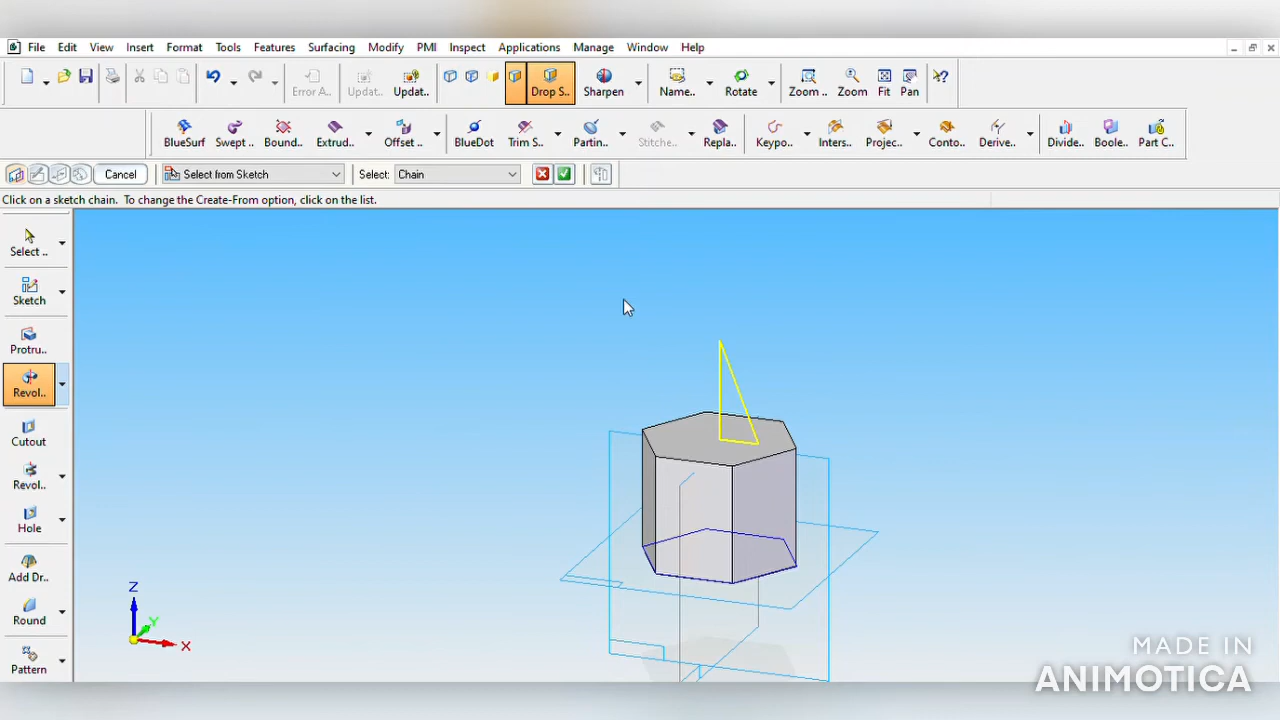 File Edit View Insert Format Tools Features Surfacing Modify PMI Inspect Applications Manage Window Help
Error A.. Updat.. Updat.. Drop S.. Sharpen Name.. Rotate Zoom .. Zoom Fit Pan
BlueSurf Swept .. Bound.. Extrud.. Offset .. BlueDot Trim S.. Partin.. Stitche.. Repla.. Keypo.. Inters.. Projec.. Conto.. Derive.. Divide.. Boole.. Part C..
Cancel Select from Sketch Select: Chain
Click on a sketch chain. To change the Create-From option, click on the list.
Select ..
Sketch
Protru..
Revol..
Cutout
Revol..
Hole
Add Dr..
Round
Pattern
Z
Y
X
MADE IN
ANIMOTICA